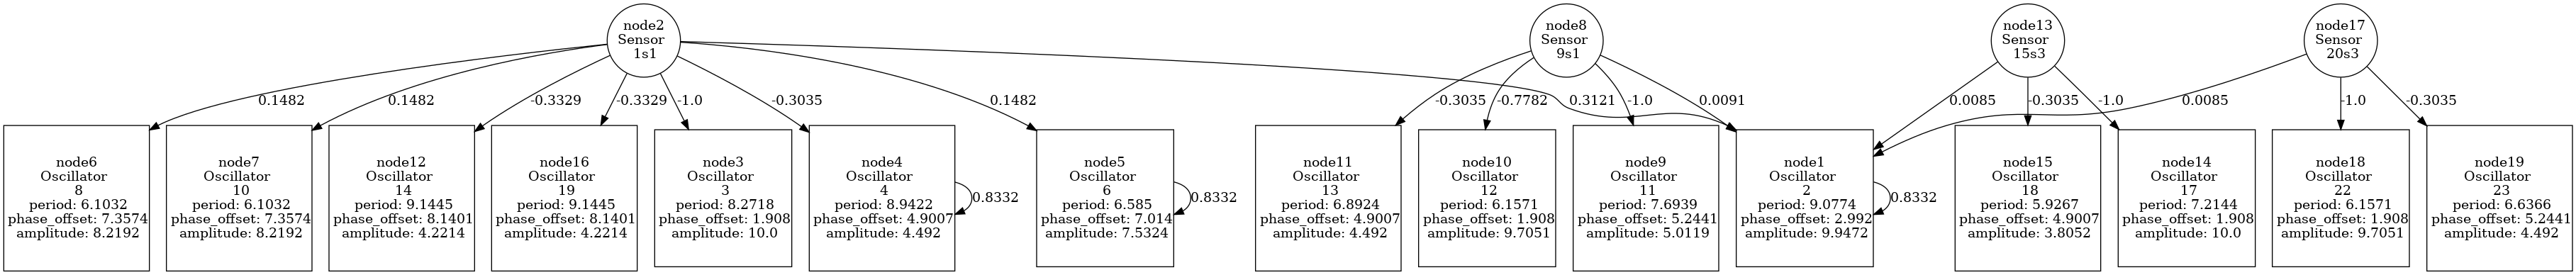 node2
Sensor
1s1
node8
Sensor
9s1
node13
Sensor
15s3
node17
Sensor
20s3
0.1482
0.1482
-0.3329
-0.3329
-1.0
-0.3035
0.1482
-0.3035
-0.7782
0.3121
-1.0
0.0091
0.0085
-0.3035
-1.0
0.0085
-1.0
-0.3035
node6
Oscillator
8
period: 6.1032
phase_offset: 7.3574
amplitude: 8.2192
node7
Oscillator
10
period: 6.1032
phase_offset: 7.3574
amplitude: 8.2192
node12
Oscillator
14
period: 9.1445
phase_offset: 8.1401
amplitude: 4.2214
node16
Oscillator
19
period: 9.1445
phase_offset: 8.1401
amplitude: 4.2214
node3
Oscillator
3
period: 8.2718
phase_offset: 1.908
amplitude: 10.0
node4
Oscillator
4
period: 8.9422
phase_offset: 4.9007
amplitude: 4.492
0.8332
node5
Oscillator
6
period: 6.585
phase_offset: 7.014
amplitude: 7.5324
0.8332
node11
Oscillator
13
period: 6.8924
phase_offset: 4.9007
amplitude: 4.492
node10
Oscillator
12
period: 6.1571
phase_offset: 1.908
amplitude: 9.7051
node9
Oscillator
11
period: 7.6939
phase_offset: 5.2441
amplitude: 5.0119
node1
Oscillator
2
period: 9.0774
phase_offset: 2.992
amplitude: 9.9472
0.8332
node15
Oscillator
18
period: 5.9267
phase_offset: 4.9007
amplitude: 3.8052
node14
Oscillator
17
period: 7.2144
phase_offset: 1.908
amplitude: 10.0
node18
Oscillator
22
period: 6.1571
phase_offset: 1.908
amplitude: 9.7051
node19
Oscillator
23
period: 6.6366
phase_offset: 5.2441
amplitude: 4.492